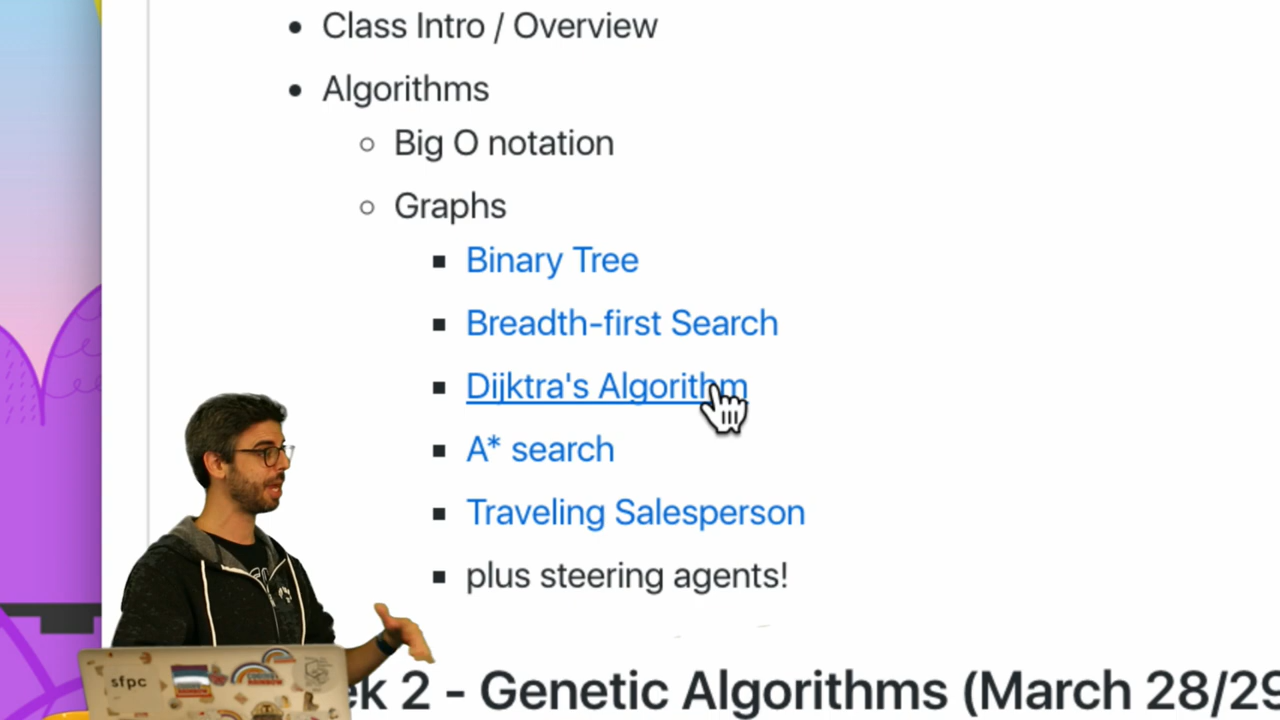 Class Intro / Overview
Algorithms
Big O notation
Graphs
Binary Tree
Breadth-first Search
Dijktra's Algorithm
A* search
Traveling Salesperson
plus steering agents!
ek 2 - Genetic Algorithms (March 28/29
sfpc